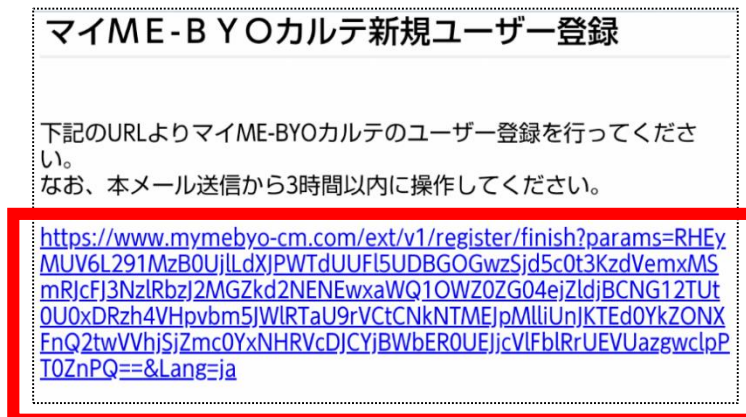 マイME-BYOカルテ新規ユーザー登録
下記のURLよりマイME-BYOカルテのユーザー登録を行ってくださ
い。
なお、本メール送信から3時間以内に操作してください。
https://www.mymebyo-cm.com/ext/v1/register/finish?params=RHEy
MUV6L291MzB0UjlLdXJPWTdUUFl5UDBGOGwzSjd5c0t3KzdVemxMS
mRJcFJ3NzlRbzJ2MGZkd2NENEwxaWQ1OWZ0ZG04ejZldjBCNG12TUt
0U0xDRzh4VHpvbm5JWlRTaU9rVCtCNkNTMEJpMlliUnJKTEd0YkZONX
FnQ2twVVhjSjZmc0YxNHRVcDJCYjBWbER0UEJjcVlFblRrUEVUazgwclpP
T0ZnPQ==&Lang=ja